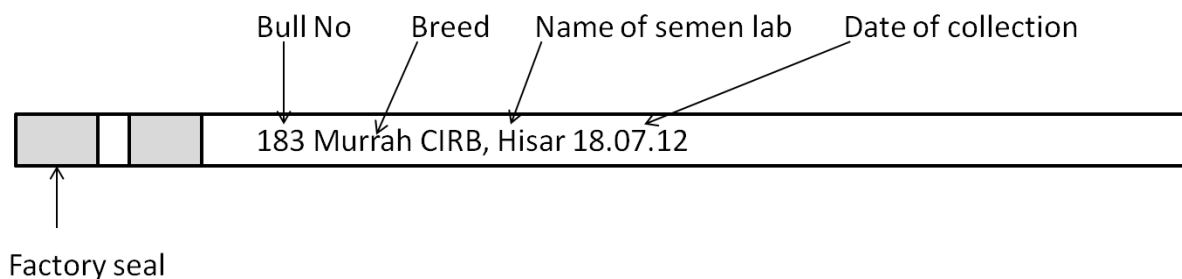 Bull No Breed Name of semen lab Date of collection
183 Murrah CIRB, Hisar 18.07.12
Factory seal